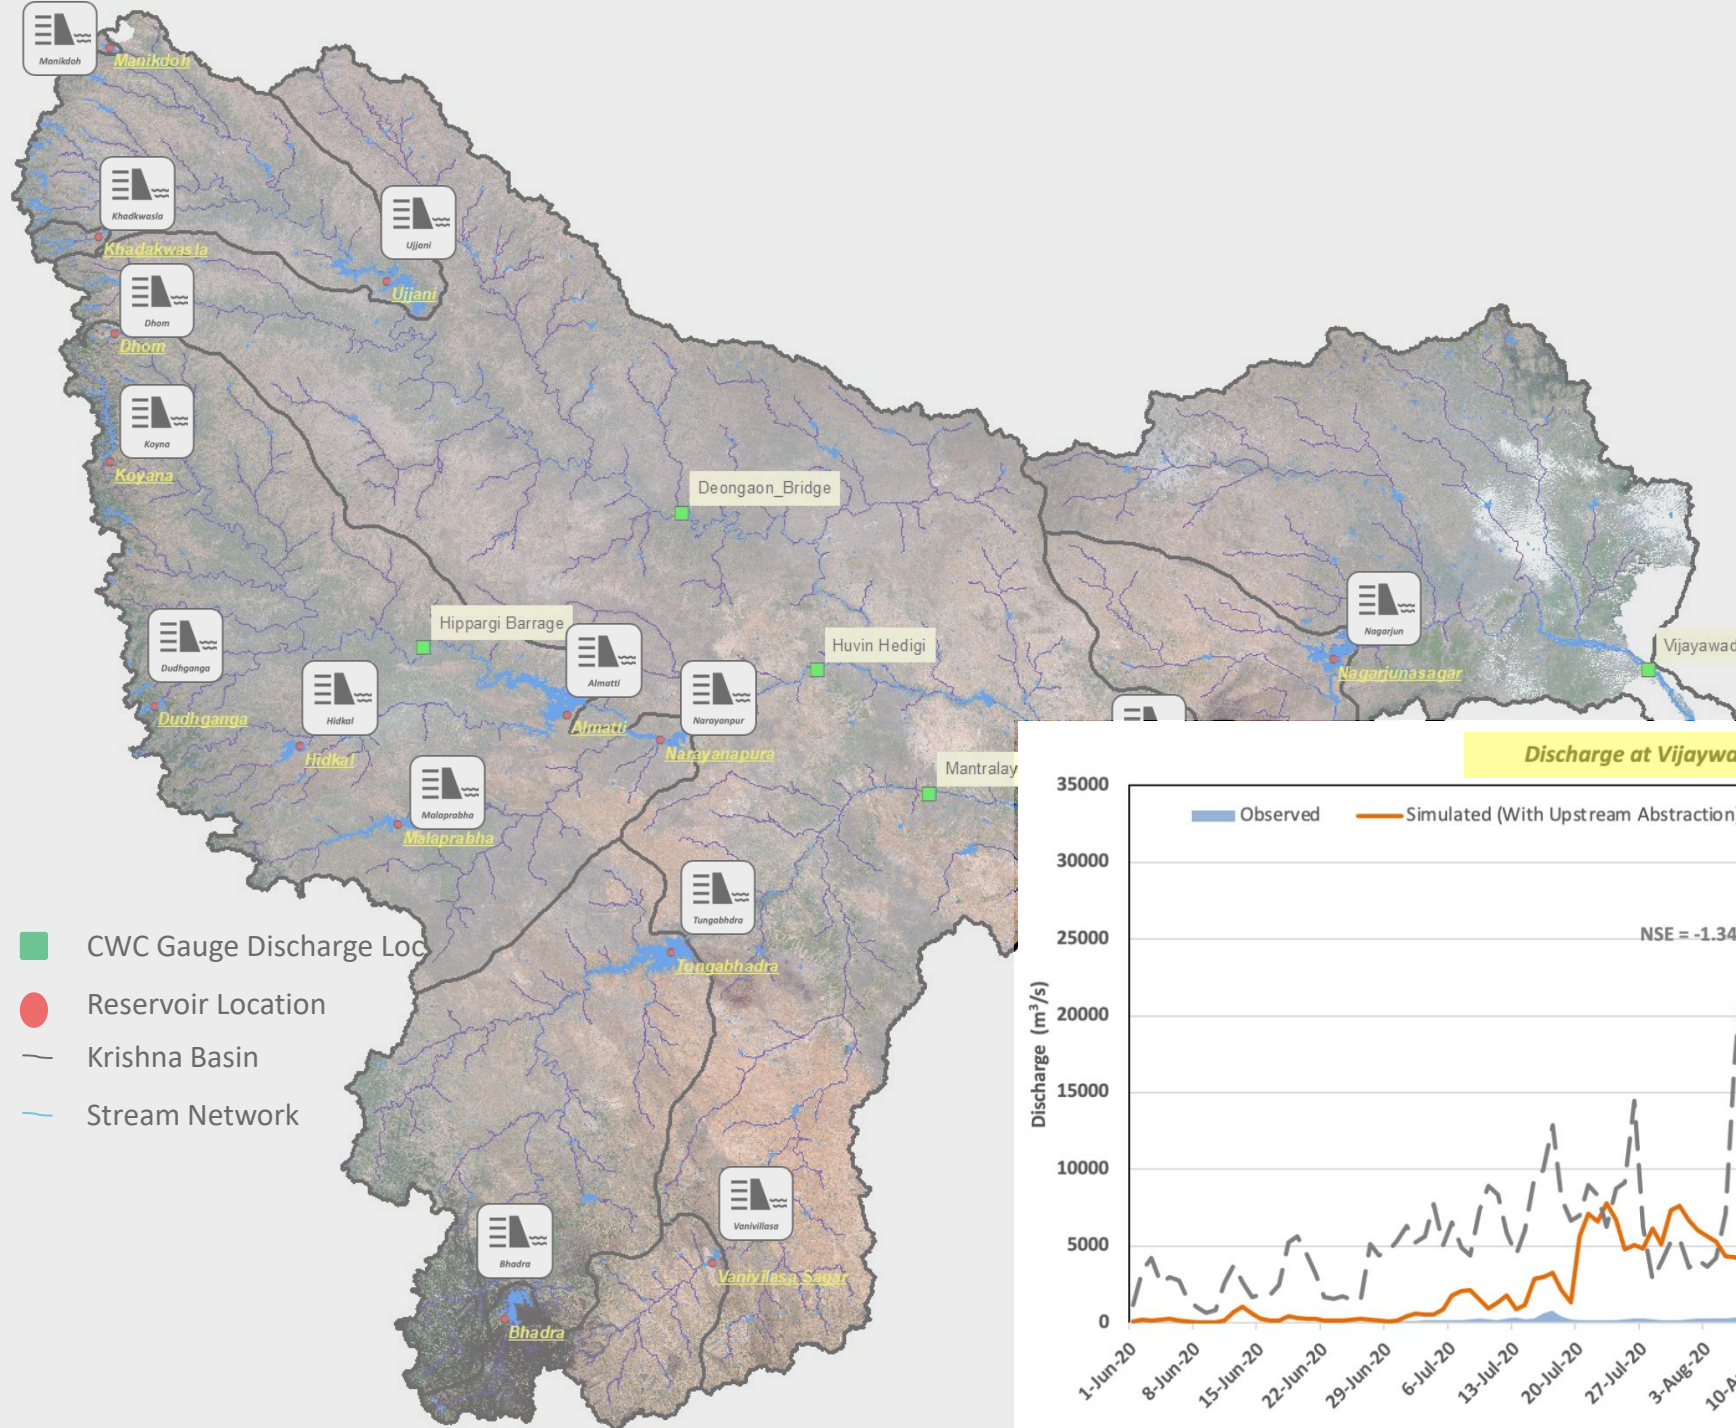 Manikdoh
Manikdoh
Khadkwasla
Khadakwasla
Ujjani
Ujjani
Dhom
Dhom
Koyna
Koyana
Deongaon_Bridge
Hippargi Barrage
Huvin Hedigi
Vijayawad
Nagarjun
Nagarjunasagar
Dudhganga
Dudhganga
Hidkal
Hidkal
Almatti
Almatti
Narayanpur
Narayanapura
Mantralay
Malaprabha
Malaprabha
Tungabhdra
Tungabhadra
Vanivillasa
Vanivilasa Sagar
Bhadra
Bhadra
CWC Gauge Discharge Loc
Reservoir Location
Krishna Basin
Stream Network
Discharge at Vijaywa
Observed
Simulated (With Upstream Abstraction
NSE = -1.34
Discharge (m³/s)
35000
30000
25000
20000
15000
10000
5000
0
1-Jun-20
8-Jun-20
15-Jun-20
22-Jun-20
29-Jun-20
6-Jul-20
13-Jul-20
20-Jul-20
27-Jul-20
3-Aug-20
10-A